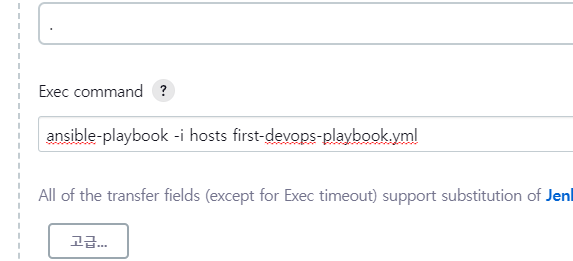 .
Exec command ?
ansible-playbook -i hosts first-devops-playbook.yml
All of the transfer fields (except for Exec timeout) support substitution of Jenl
고급...